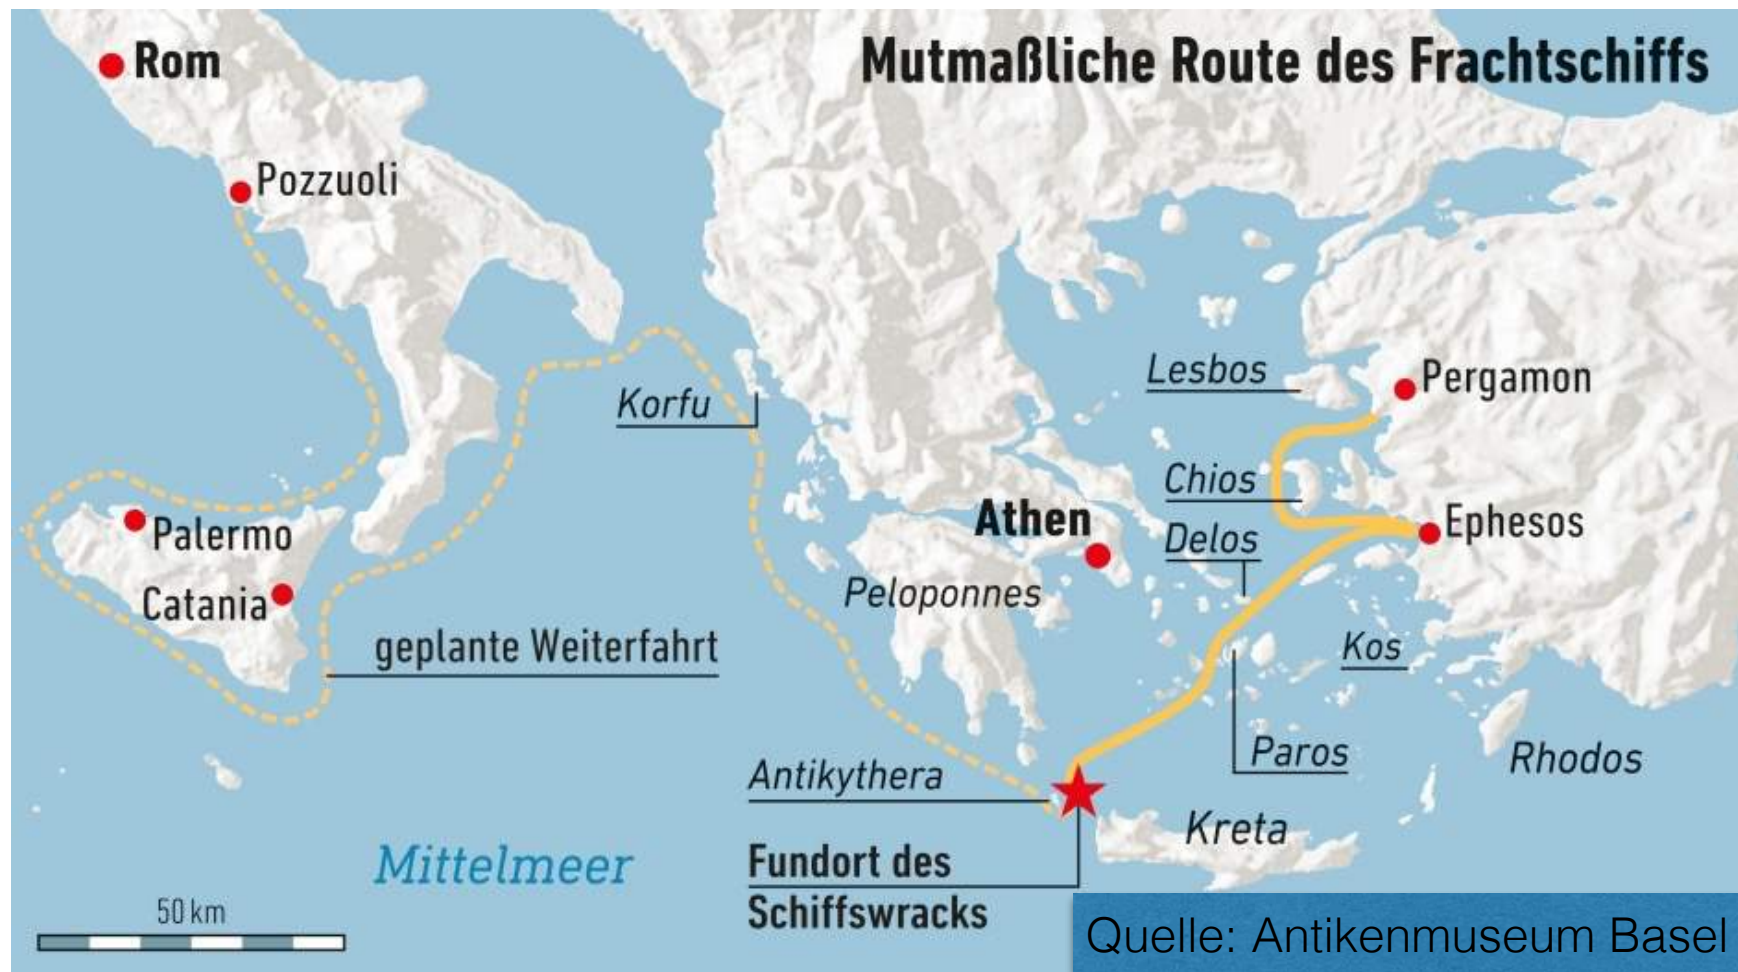 Mutmaßliche Route des Frachtschiffs
Rom
Pozzuoli
Korfu
Lesbos
Pergamon
Chios
Athen
Delos
Ephesos
Palermo
Catania
Peloponnes
geplante Weiterfahrt
Kos
Paros
Rhodos
Antikythera
Kreta
Mittelmeer
Fundort des
Schiffswracks
50 km
Quelle: Antikenmuseum Basel